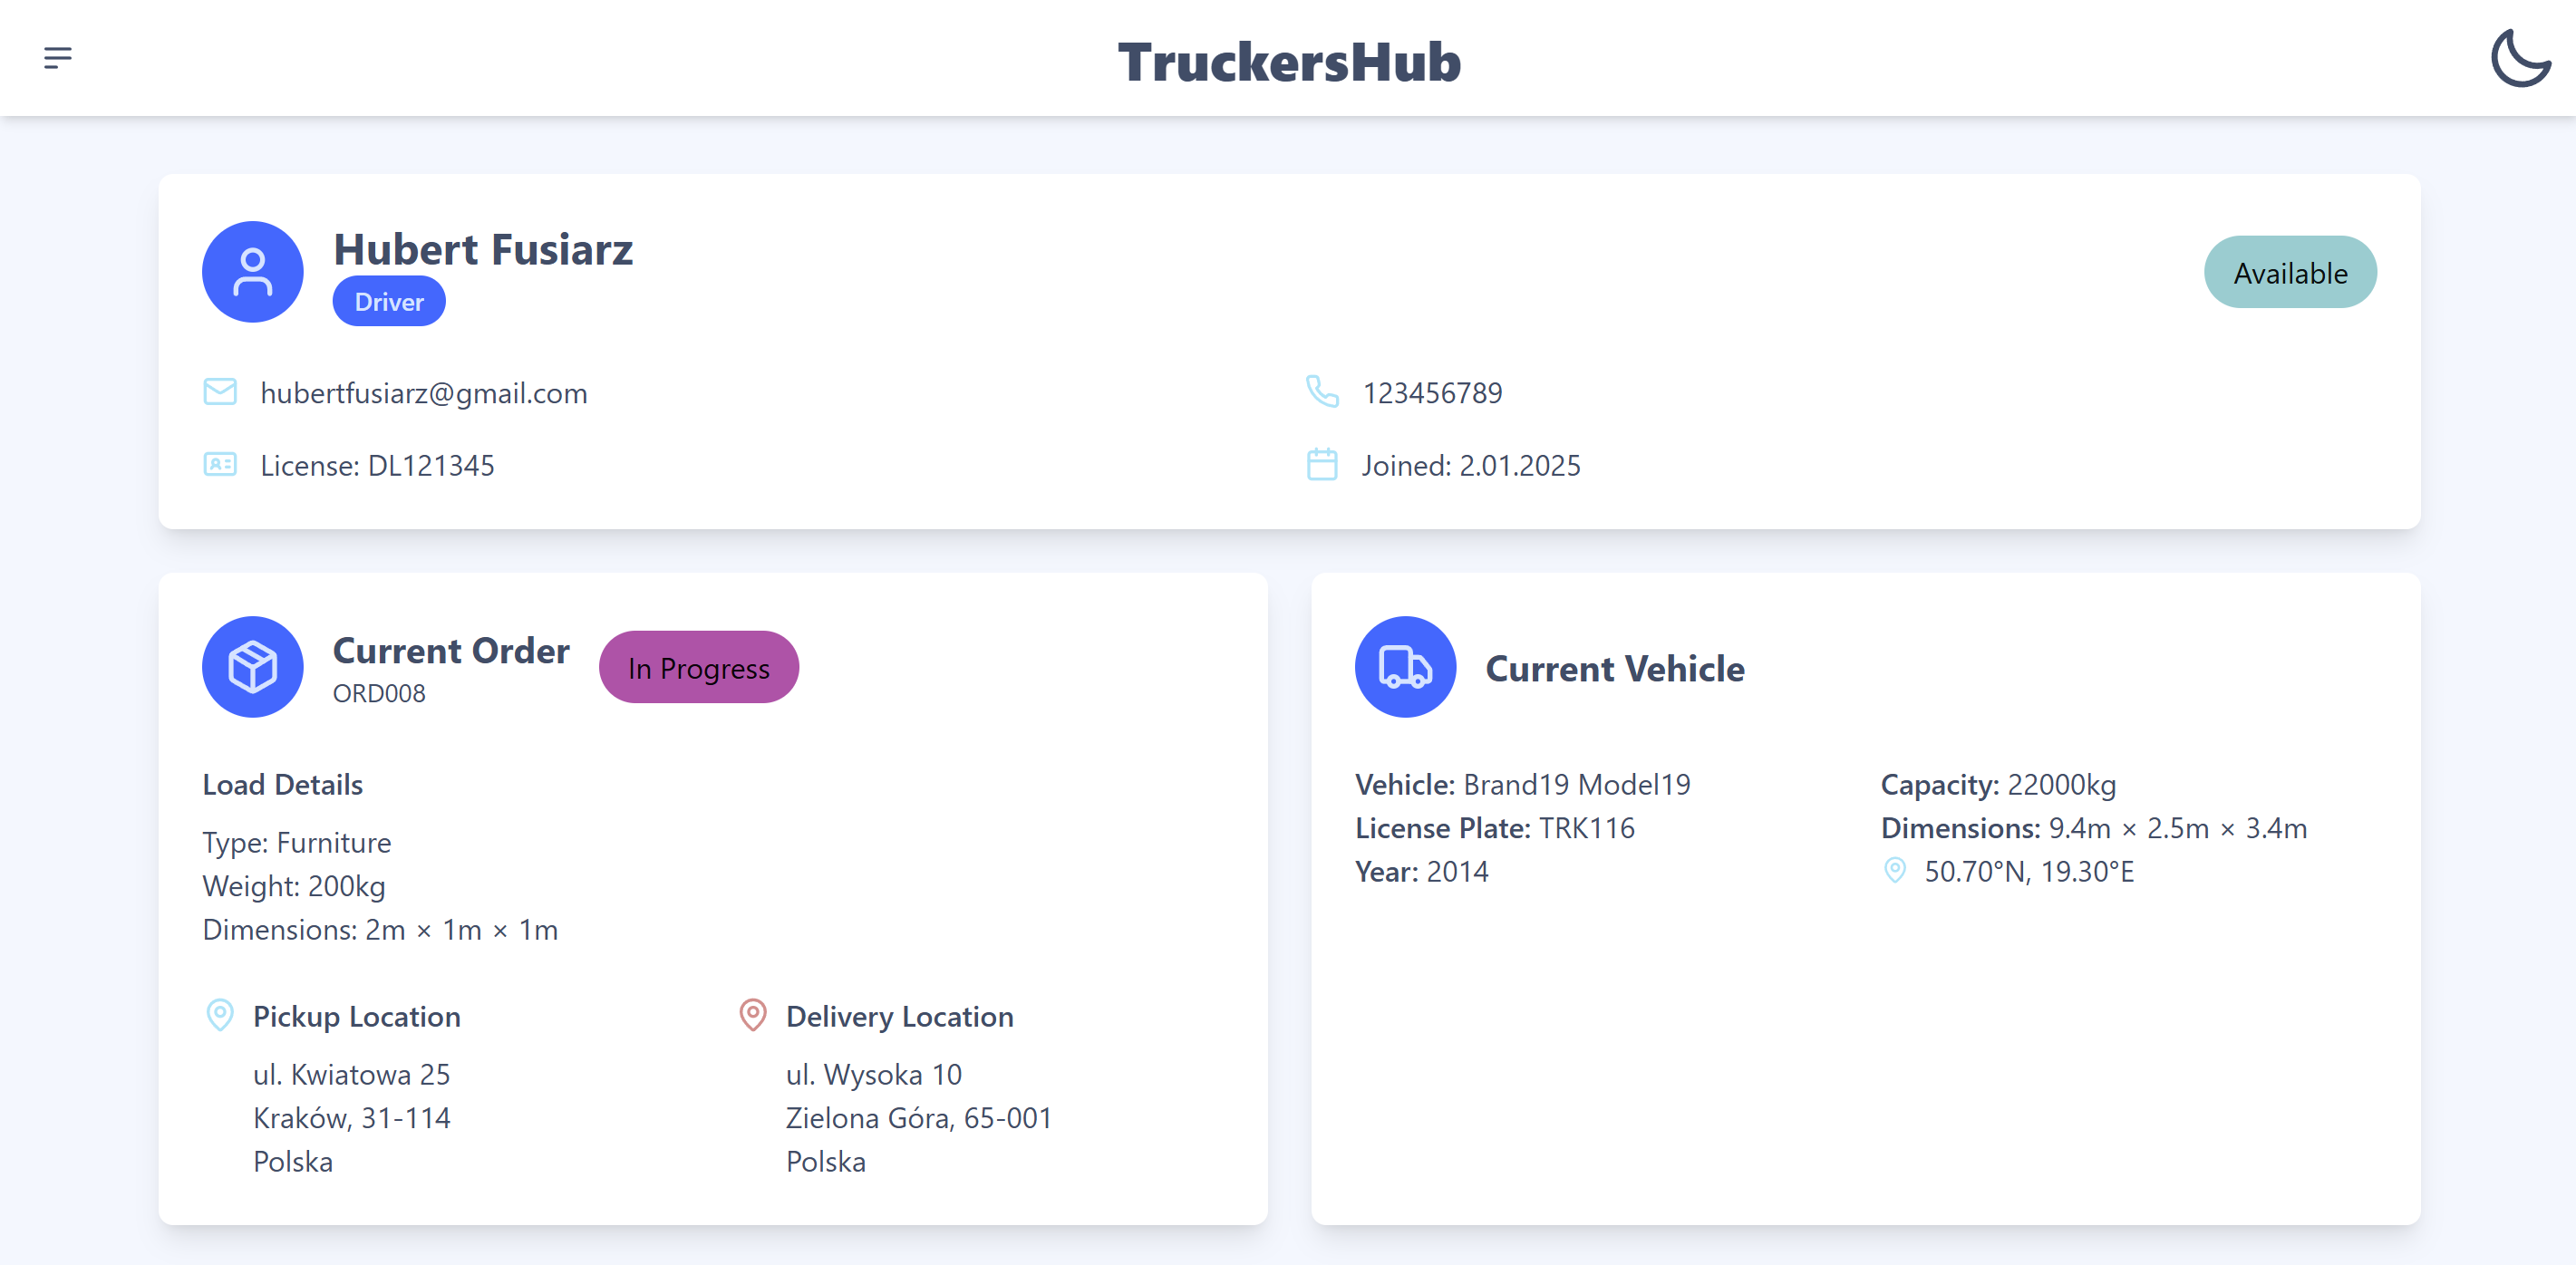 TruckersHub
Hubert Fusiarz
Driver
Available
hubertfusiarz@gmail.com
123456789
License: DL121345
Joined: 2.01.2025
Current Order
ORD008
In Progress
Load Details
Type: Furniture
Weight: 200kg
Dimensions: 2m × 1m × 1m
Pickup Location
ul. Kwiatowa 25
Kraków, 31-114
Polska
Delivery Location
ul. Wysoka 10
Zielona Góra, 65-001
Polska
Current Vehicle
Vehicle: Brand19 Model19
License Plate: TRK116
Year: 2014
Capacity: 22000kg
Dimensions: 9.4m × 2.5m × 3.4m
50.70°N, 19.30°E